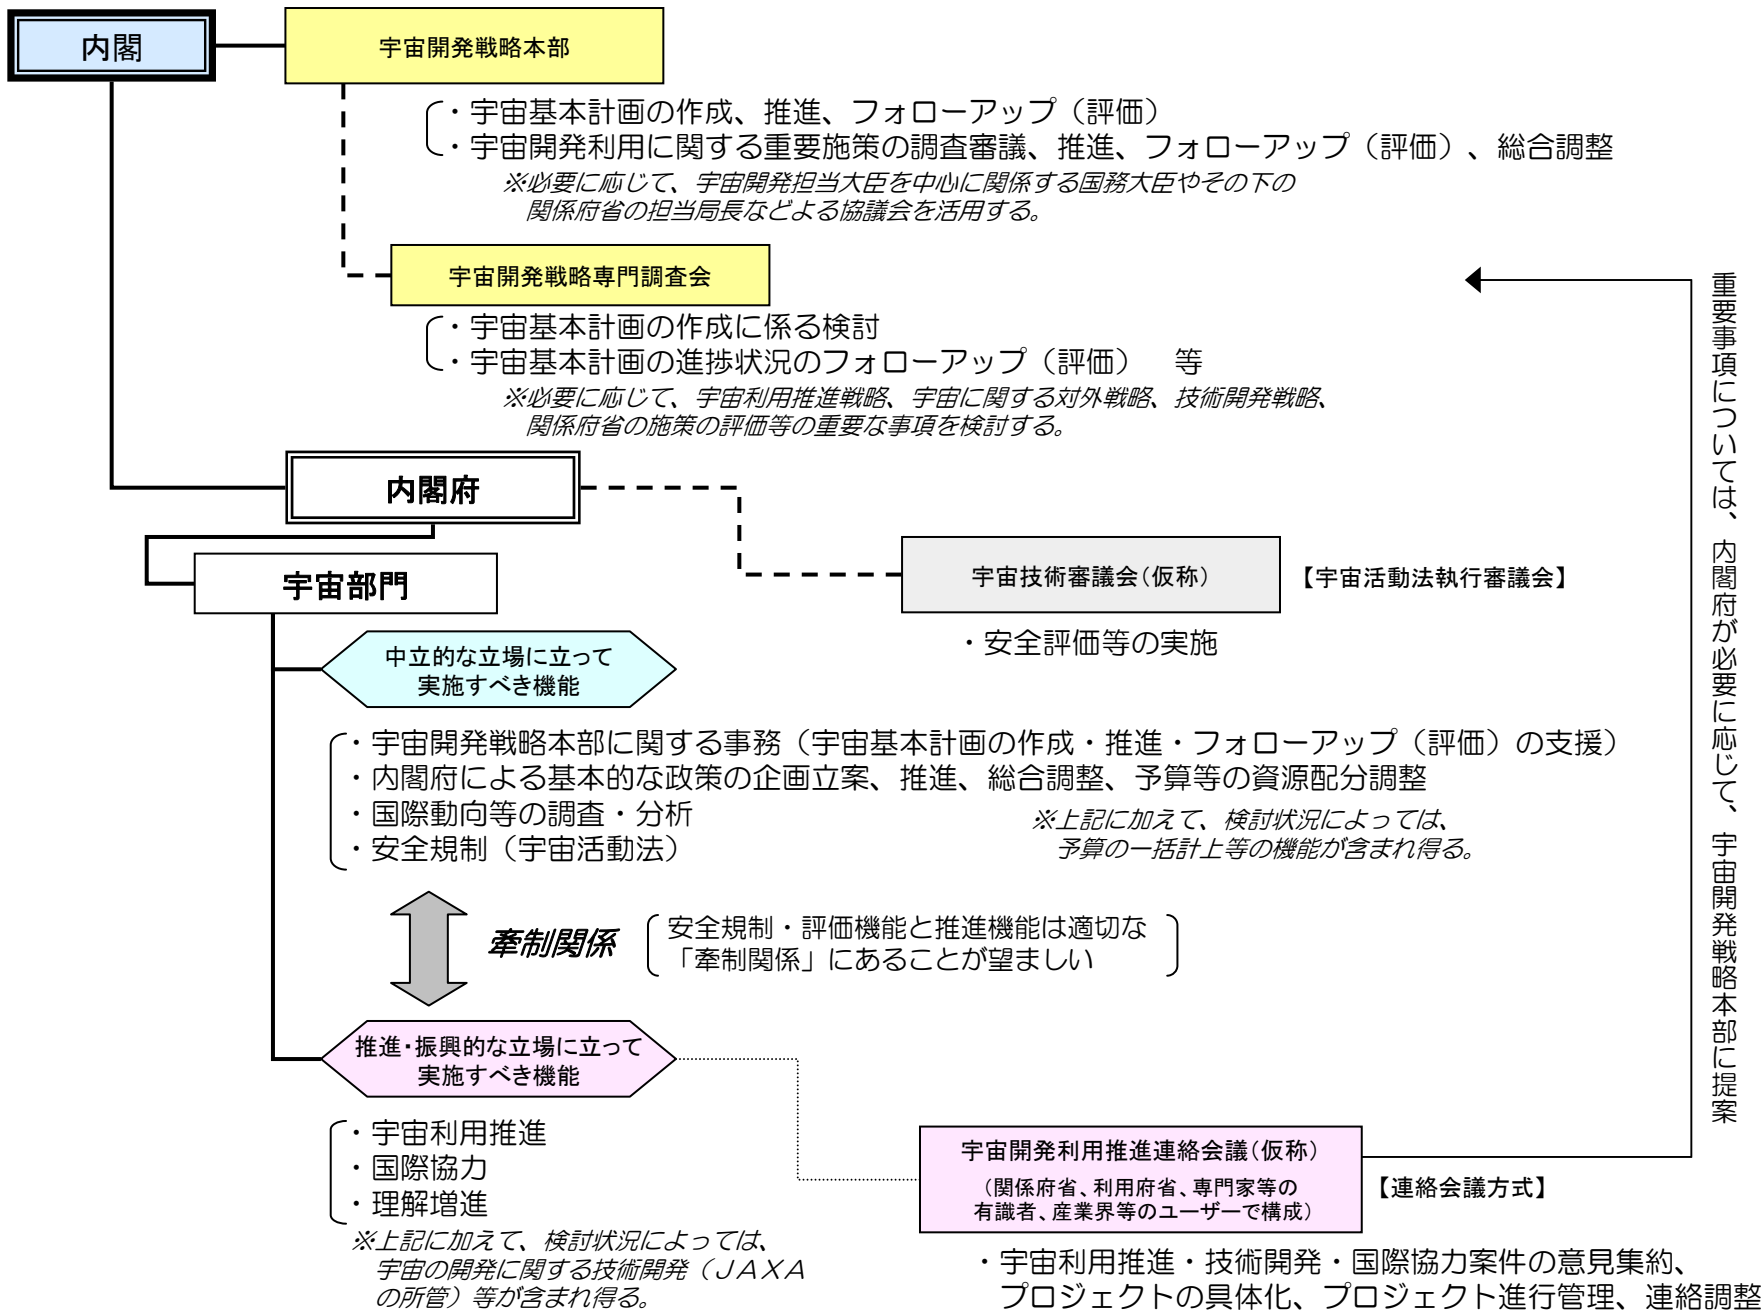 内閣
宇宙開発戦略本部
・宇宙基本計画の作成、推進、フォローアップ（評価）
・宇宙開発利用に関する重要施策の調査審議、推進、フォローアップ（評価）、総合調整
※必要に応じて、宇宙開発担当大臣を中心に関係する国務大臣やその下の
関係府省の担当局長などよる協議会を活用する。
宇宙開発戦略専門調査会
・宇宙基本計画の作成に係る検討
・宇宙基本計画の進捗状況のフォローアップ（評価）　等
※必要に応じて、宇宙利用推進戦略、宇宙に関する対外戦略、技術開発戦略、
関係府省の施策の評価等の重要な事項を検討する。
内閣府
宇宙部門
宇宙技術審議会（仮称）
【宇宙活動法執行審議会】
・安全評価等の実施
中立的な立場に立って
実施すべき機能
・宇宙開発戦略本部に関する事務（宇宙基本計画の作成・推進・フォローアップ（評価）の支援）
・内閣府による基本的な政策の企画立案、推進、総合調整、予算等の資源配分調整
・国際動向等の調査・分析
・安全規制（宇宙活動法）
※上記に加えて、検討状況によっては、
予算の一括計上等の機能が含まれ得る。
牽制関係
安全規制・評価機能と推進機能は適切な
「牽制関係」にあることが望ましい
推進・振興的な立場に立って
実施すべき機能
・宇宙利用推進
・国際協力
・理解増進
※上記に加えて、検討状況によっては、
宇宙の開発に関する技術開発（ＪＡＸＡ
の所管）等が含まれ得る。
宇宙開発利用推進連絡会議（仮称）
（関係府省、利用府省、専門家等の
有識者、産業界等のユーザーで構成）
【連絡会議方式】
・宇宙利用推進・技術開発・国際協力案件の意見集約、
プロジェクトの具体化、プロジェクト進行管理、連絡調整
重要事項については、内閣府が必要に応じて、宇宙開発戦略本部に提案